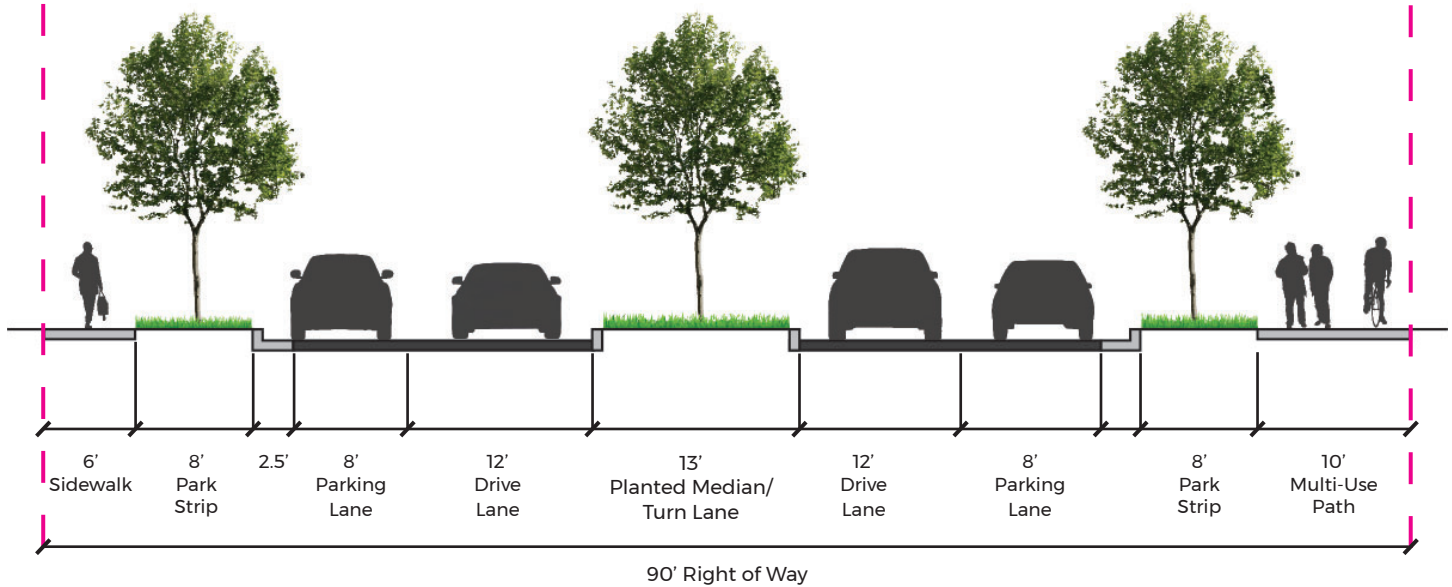 6’
Sidewalk
8’
Park
Strip
2.5’
8’
Parking
Lane
12’
Drive
Lane
13’
Planted Median/
Turn Lane
12’
Drive
Lane
8’
Parking
Lane
8’
Park
Strip
10’
Multi-Use
Path
90’ Right of Way